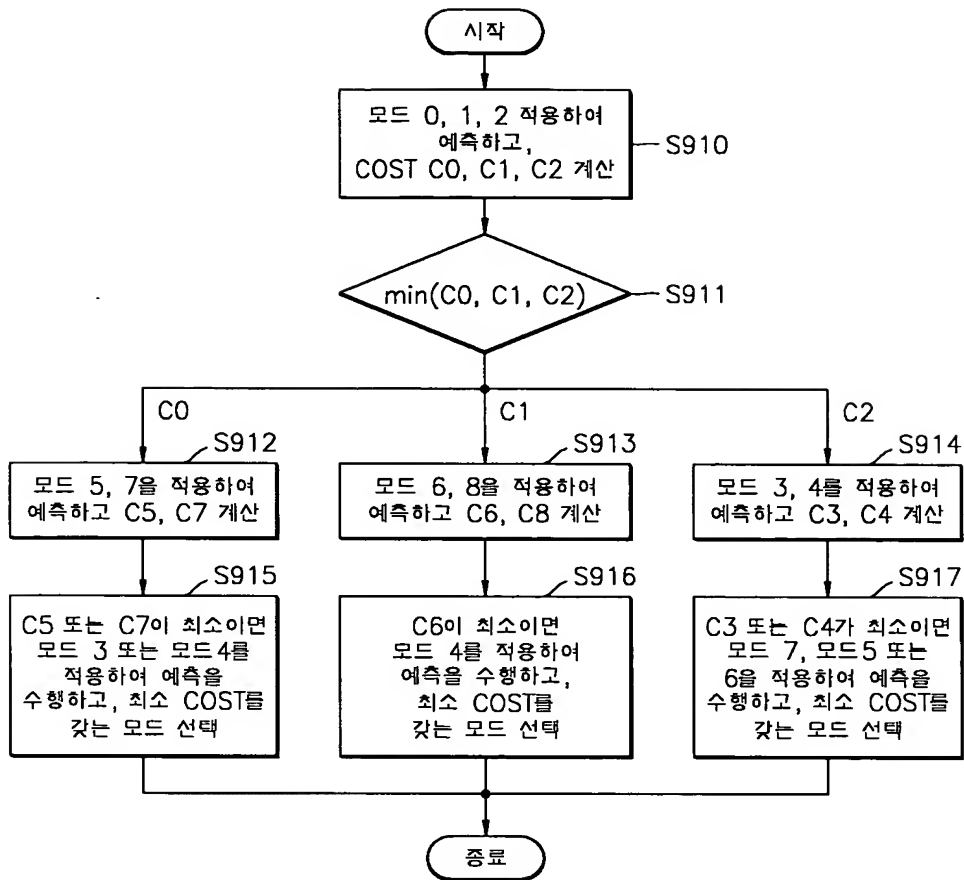 시작
모드 0, 1, 2 적용하여
예측하고,
COST C0, C1, C2 계산
S910
min(C0, C1, C2)
S911
C0
C1
C2
S912
S913
S914
모드 5, 7을 적용하여
예측하고 C5, C7 계산
모드 6, 8을 적용하여
예측하고 C6, C8 계산
모드 3, 4를 적용하여
예측하고 C3, C4 계산
S915
S916
S917
C5 또는 C7이 최소이면
모드 3 또는 모드4를
적용하여 예측을
수행하고, 최소 COST를
갖는 모드 선택
C6이 최소이면
모드 4를 적용하여
예측을 수행하고,
최소 COST를
갖는 모드 선택
C3 또는 C4가 최소이면
모드 7, 모드5 또는
6을 적용하여 예측을
수행하고, 최소 COST를
갖는 모드 선택
종료